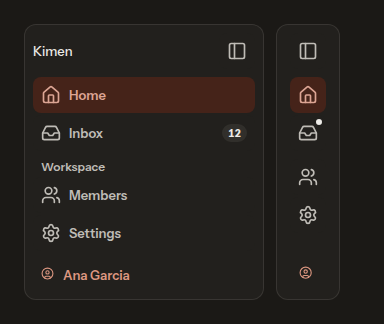 Kimen
Home
Inbox
12
Workspace
Members
Settings
Ana Garcia